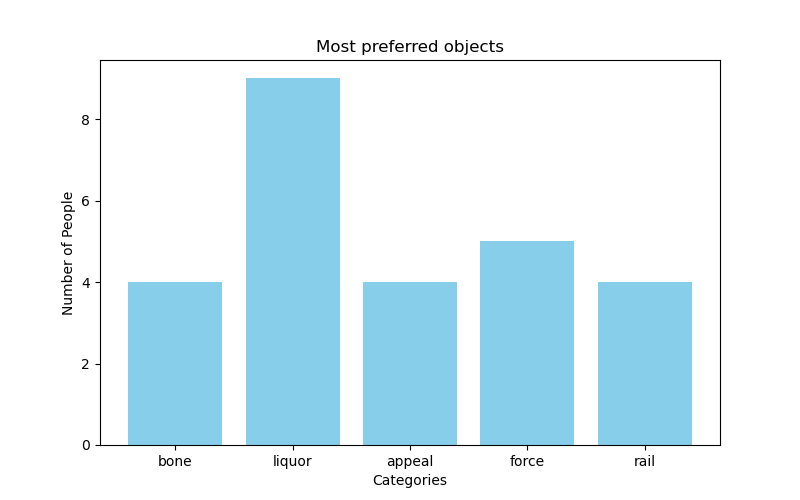 Most preferred objects
Number of People
8
6
4
2
0
bone liquor appeal force rail
Categories